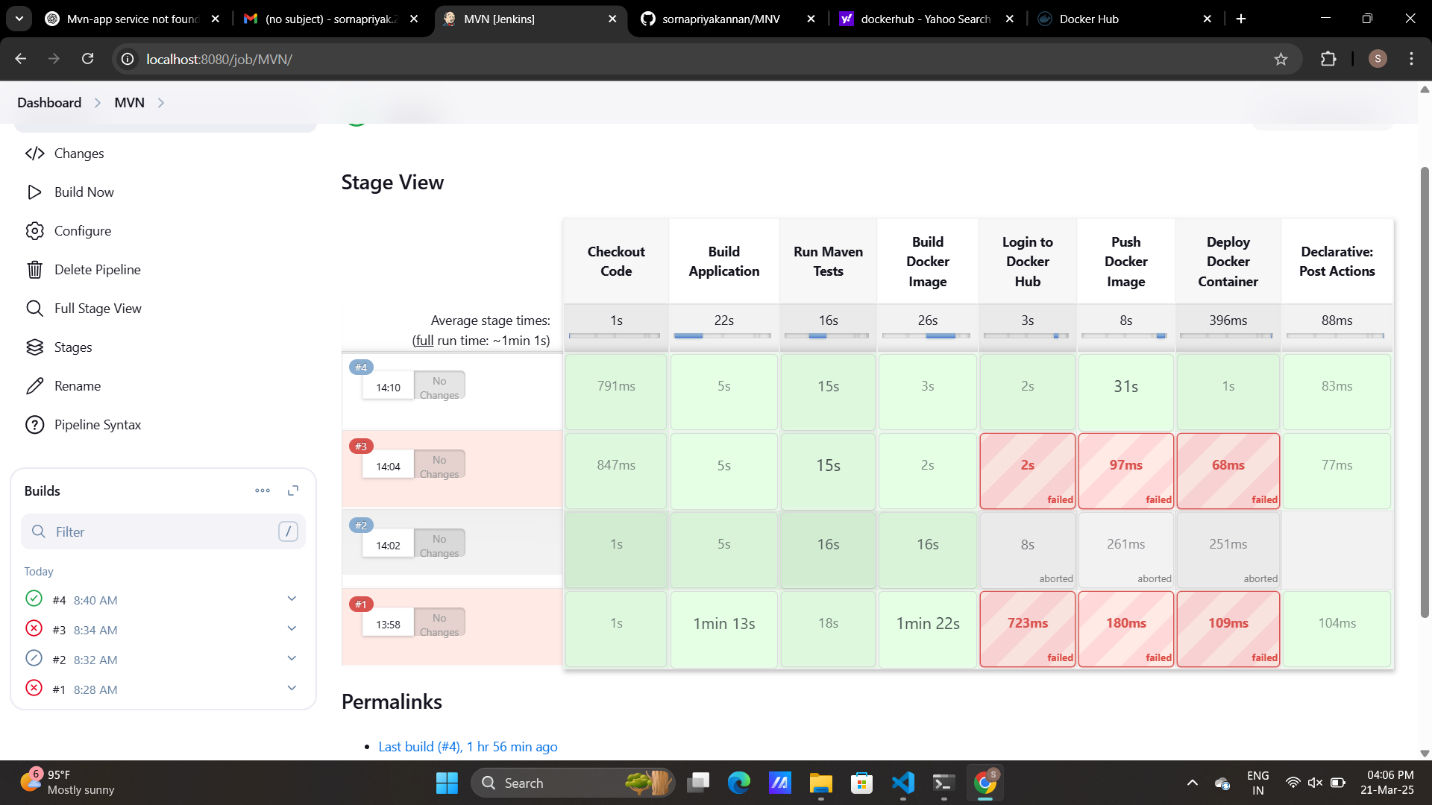 Mvn-app service not found
(no subject) - sornapriyak.2
MVN [Jenkins]
sornapriyakannan/MNV
dockerhub - Yahoo Search
Docker Hub
localhost:8080/job/MVN/
S
Dashboard
MVN
Changes
Build Now
Configure
Delete Pipeline
Full Stage View
Stages
Rename
Pipeline Syntax
Builds
Filter
/
Today
#4 8:40 AM
#3 8:34 AM
#2 8:32 AM
#1 8:28 AM
Stage View
Checkout
Code
Build
Application
Run Maven
Tests
Build
Docker
Image
Login to
Docker
Hub
Push
Docker
Image
Deploy
Docker
Container
Declarative:
Post Actions
Average stage times:
(full run time: ~1min 1s)
1s 22s 16s 26s 3s 8s 396ms 88ms
#4
14:10
No
Changes
791ms 5s 15s 3s 2s 31s 1s 83ms
#3
14:04
No
Changes
847ms 5s 15s 2s 2s 97ms 68ms 77ms
failed failed failed
#2
14:02
No
Changes
1s 5s 16s 16s 8s 261ms 251ms
aborted aborted aborted
#1
13:58
No
Changes
1s 1min 13s 18s 1min 22s 723ms 180ms 109ms 104ms
failed failed failed
Permalinks
Last build (#4), 1 hr 56 min ago
6
95°F
Mostly sunny
Search
S
ENG
IN
04:06 PM
21-Mar-25